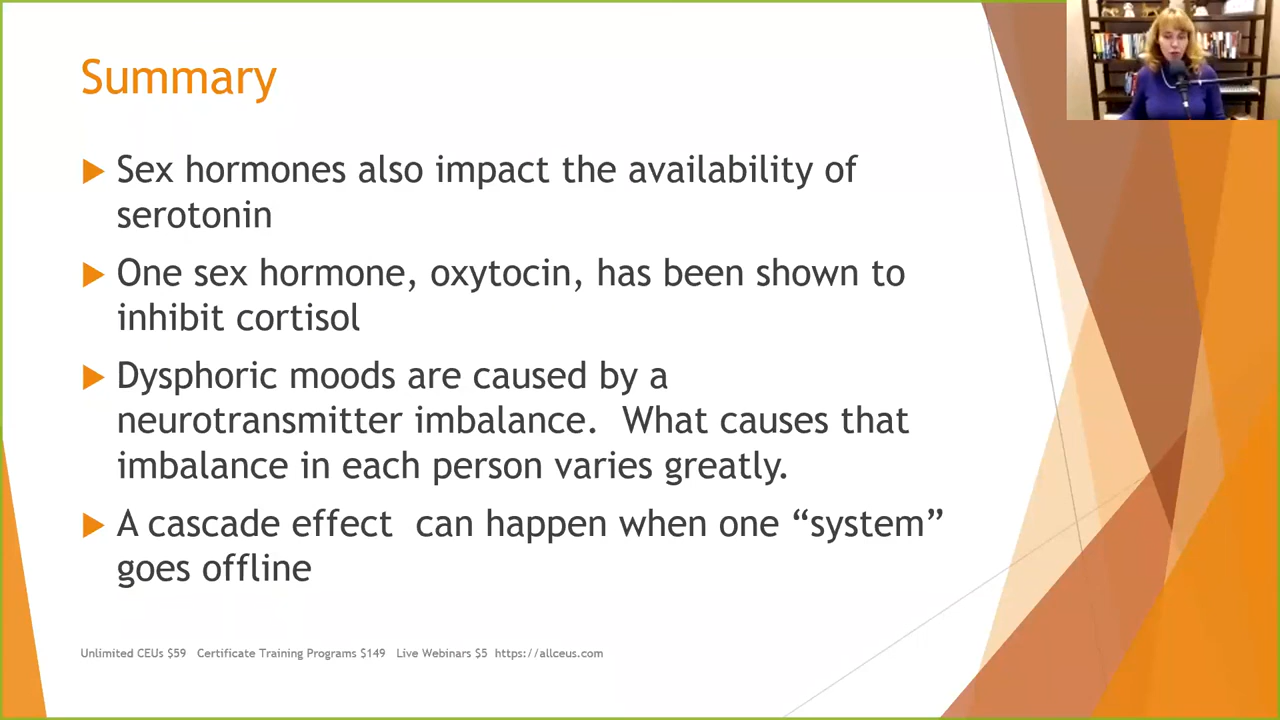 Summary
Sex hormones also impact the availability of
serotonin
One sex hormone, oxytocin, has been shown to
inhibit cortisol
Dysphoric moods are caused by a
neurotransmitter imbalance.  What causes that
imbalance in each person varies greatly.
A cascade effect  can happen when one “system”
goes offline
Unlimited CEUs $59   Certificate Training Programs $149   Live Webinars $5  https://allceus.com